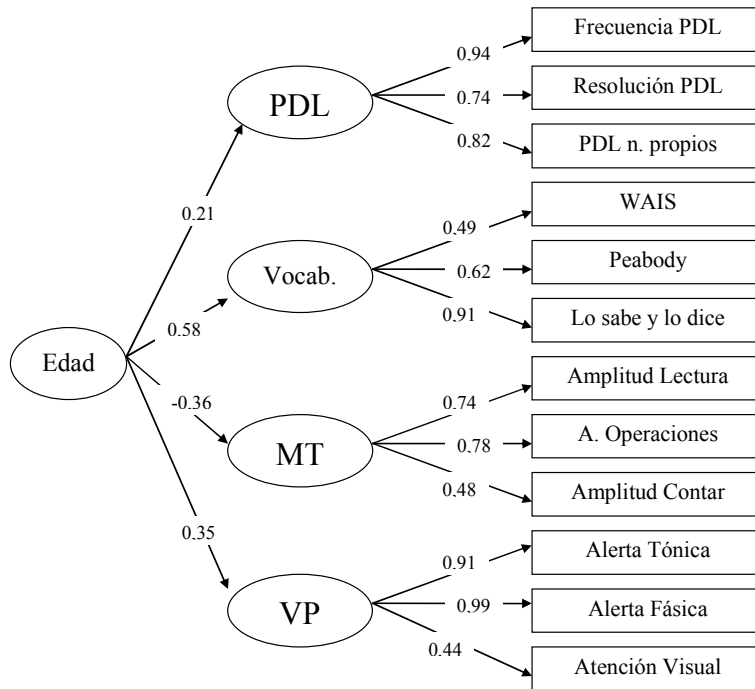 Frecuencia PDL
0.94
PDL
0.74
Resolución PDL
0.82
PDL n. propios
0.21
WAIS
0.49
Vocab.
0.62
Peabody
0.91
Lo sabe y lo dice
0.58
Edad
Amplitud Lectura
-0.36
0.74
MT
0.78
A. Operaciones
0.48
Amplitud Contar
0.35
Alerta Tónica
0.91
VP
0.99
Alerta Fásica
0.44
Atención Visual